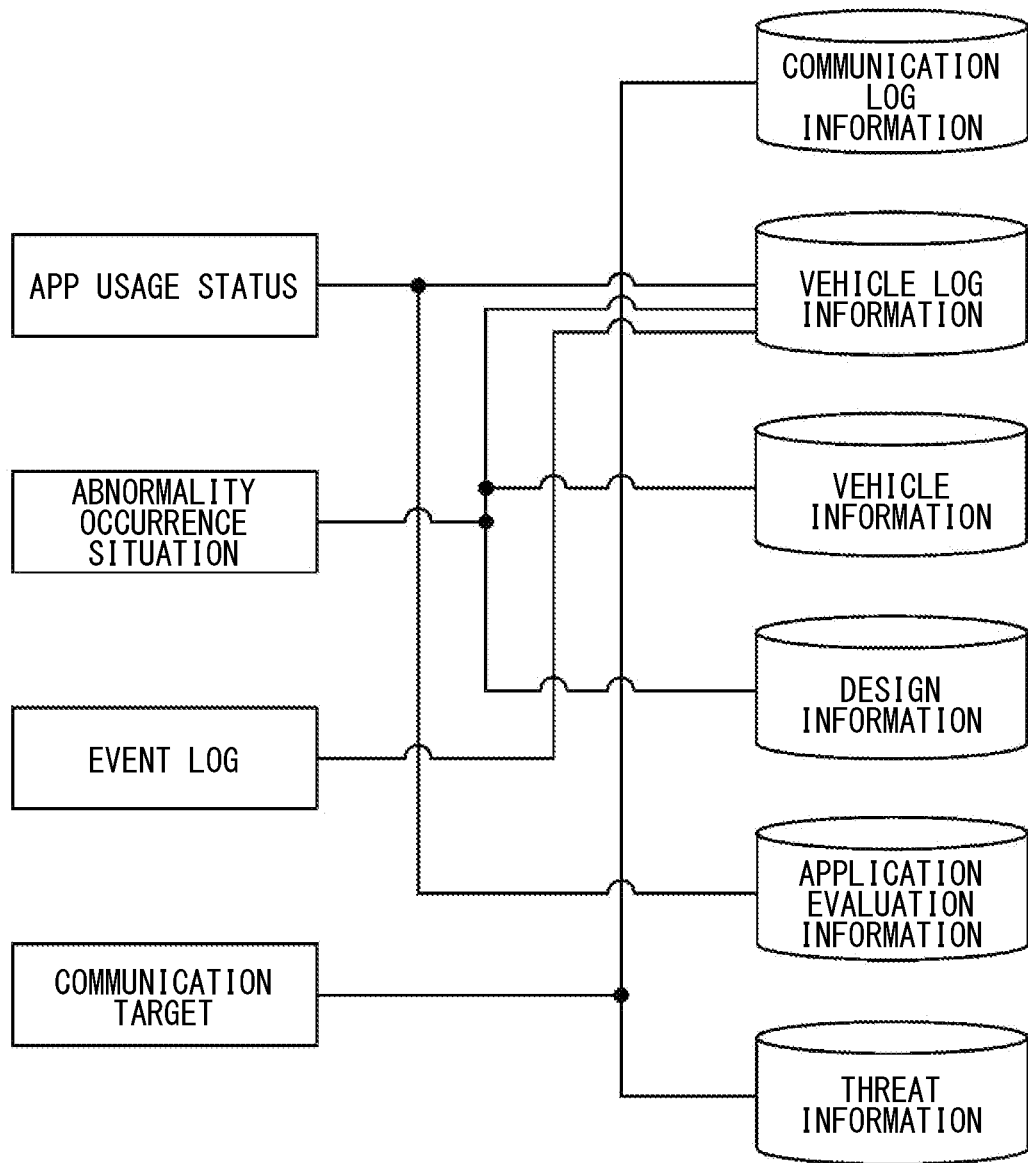 APP USAGE STATUS
ABNORMALITY
OCCURRENCE
SITUATION
EVENT LOG
COMMUNICATION
TARGET
COMMUNICATION
LOG
INFORMATION
VEHICLE LOG
INFORMATION
VEHICLE
INFORMATION
DESIGN
INFORMATION
APPLICATION
EVALUATION
INFORMATION
THREAT
INFORMATION